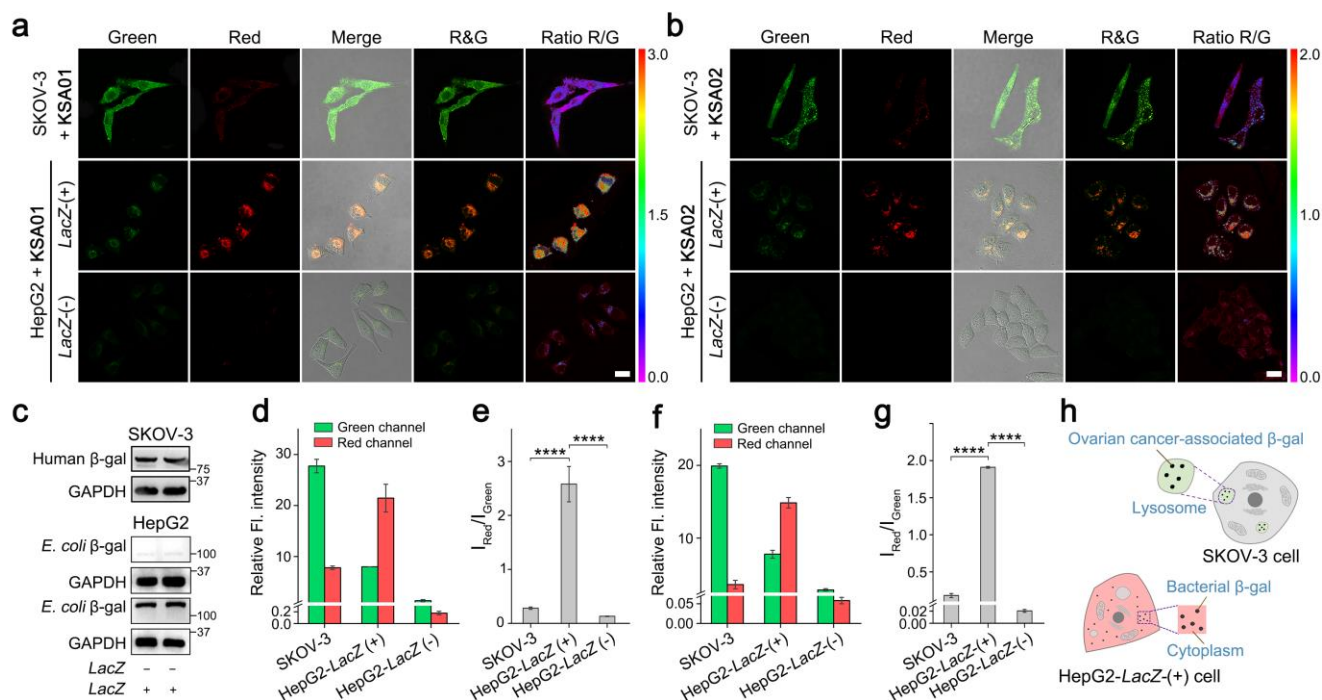 a
Green Red Merge R&G Ratio R/G
SKOV-3
+ KSA01
HepG2 + KSA01
LacZ-(+)
LacZ-(-)
3.0
1.5
0.0
b
Green Red Merge R&G Ratio R/G
SKOV-3
+ KSA02
HepG2 + KSA02
LacZ-(+)
LacZ-(-)
2.0
1.0
0.0
c
SKOV-3
Human β-gal
75
37
GAPDH
HepG2
E. coli β-gal
100
37
GAPDH
E. coli β-gal
100
37
GAPDH
LacZ – –
LacZ + +
d
Relative Fl. intensity
30
20
10
0.2
0.0
Green channel
Red channel
SKOV-3
HepG2-LacZ (+)
HepG2-LacZ (-)
e
I Red/I Green
3
2
1
0
**** ****
SKOV-3
HepG2-LacZ (+)
HepG2-LacZ (-)
f
Relative Fl. intensity
20
10
0.05
0.00
Green channel
Red channel
SKOV-3
HepG2-LacZ (+)
HepG2-LacZ (-)
g
I Red/I Green
2.0
1.5
1.0
0.5
0.02
0.00
**** ****
SKOV-3
HepG2-LacZ-(+)
HepG2-LacZ-(-)
h
Ovarian cancer-associated β-gal
Lysosome
SKOV-3 cell
Bacterial β-gal
Cytoplasm
HepG2-LacZ-(+) cell